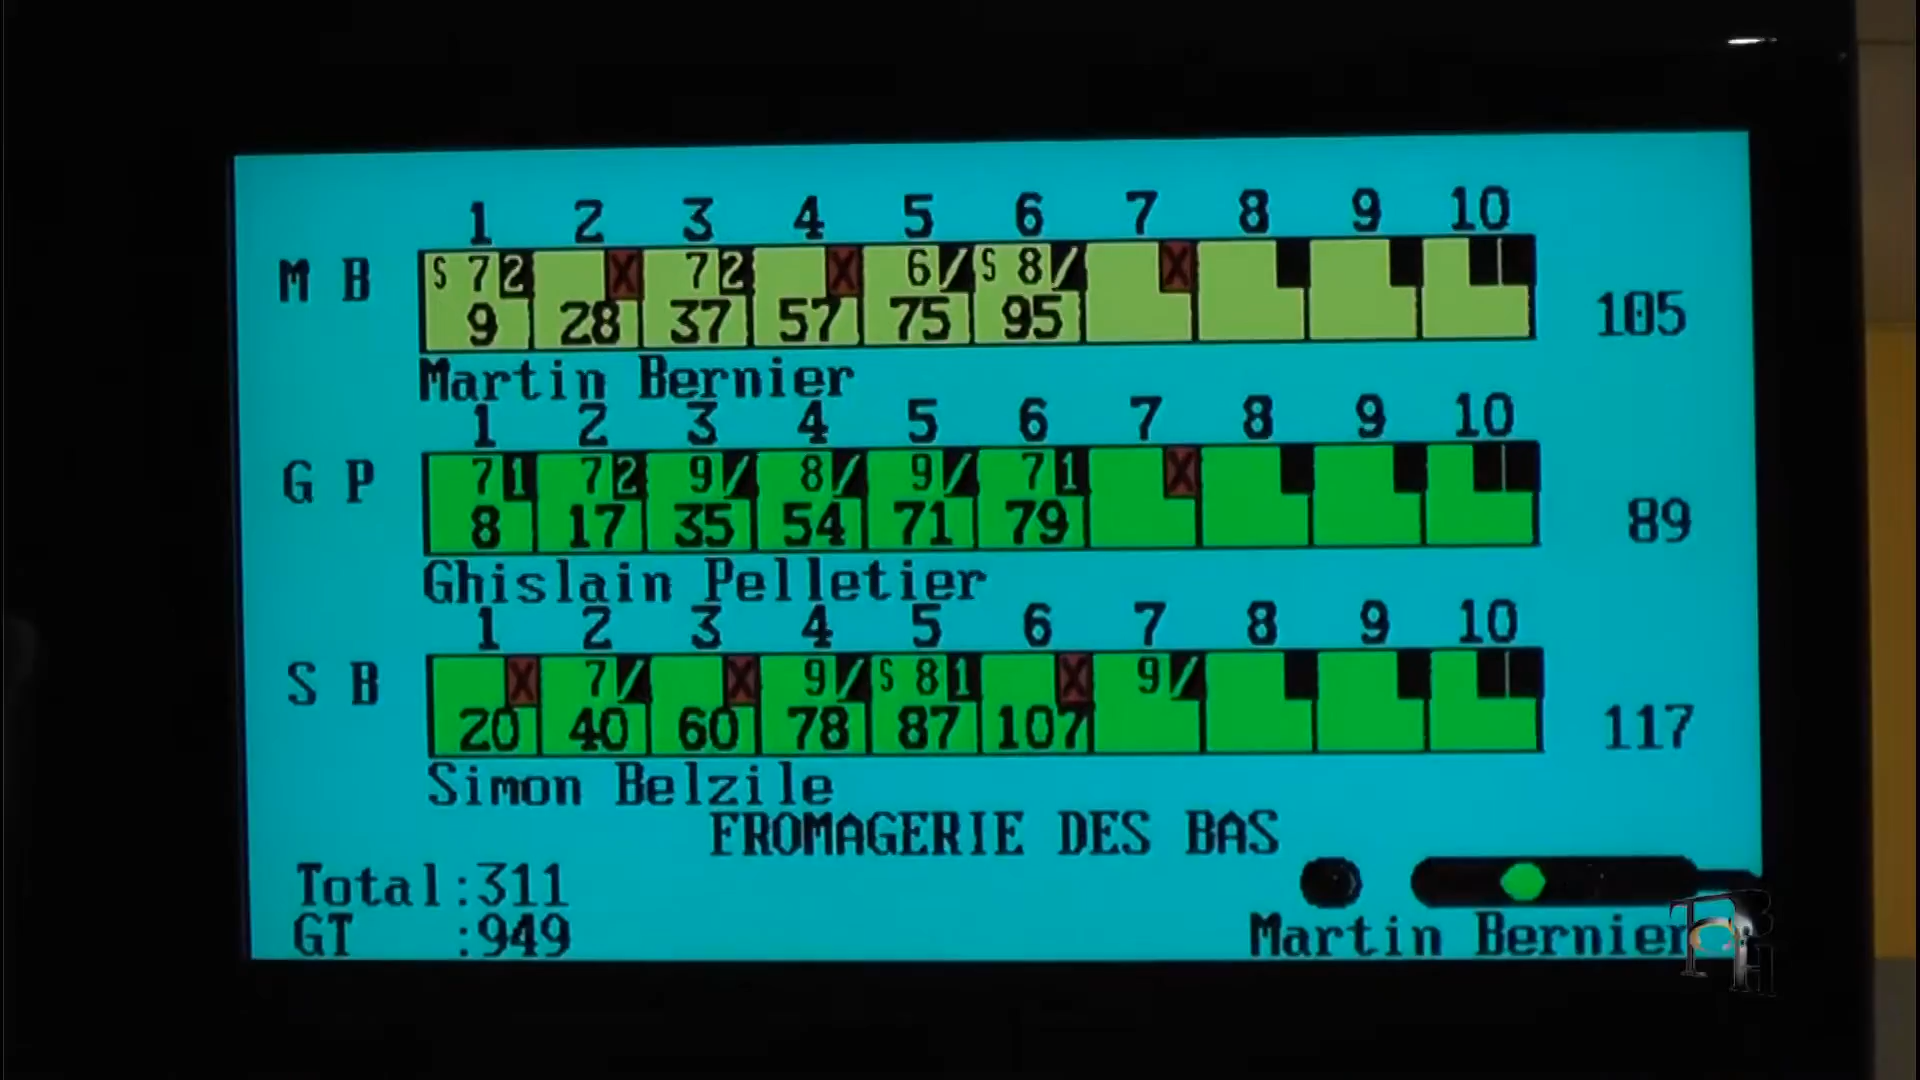 1 2 3 4 5 6 7 8 9 10
M B S 7 2 X 7 2 X 6 / S 8 / X
9 28 37 57 75 95 105
Martin Bernier
1 2 3 4 5 6 7 8 9 10
G P 7 1 7 2 9 / 8 / 9 / 7 1 X
8 17 35 54 71 79 89
Ghislain Pelletier
1 2 3 4 5 6 7 8 9 10
S B X 7 / X 9 / S 8 1 X 9 /
20 40 60 78 87 107 117
Simon Belzile
FROMAGERIE DES BAS
Total:311
GT :949
Martin Bernier